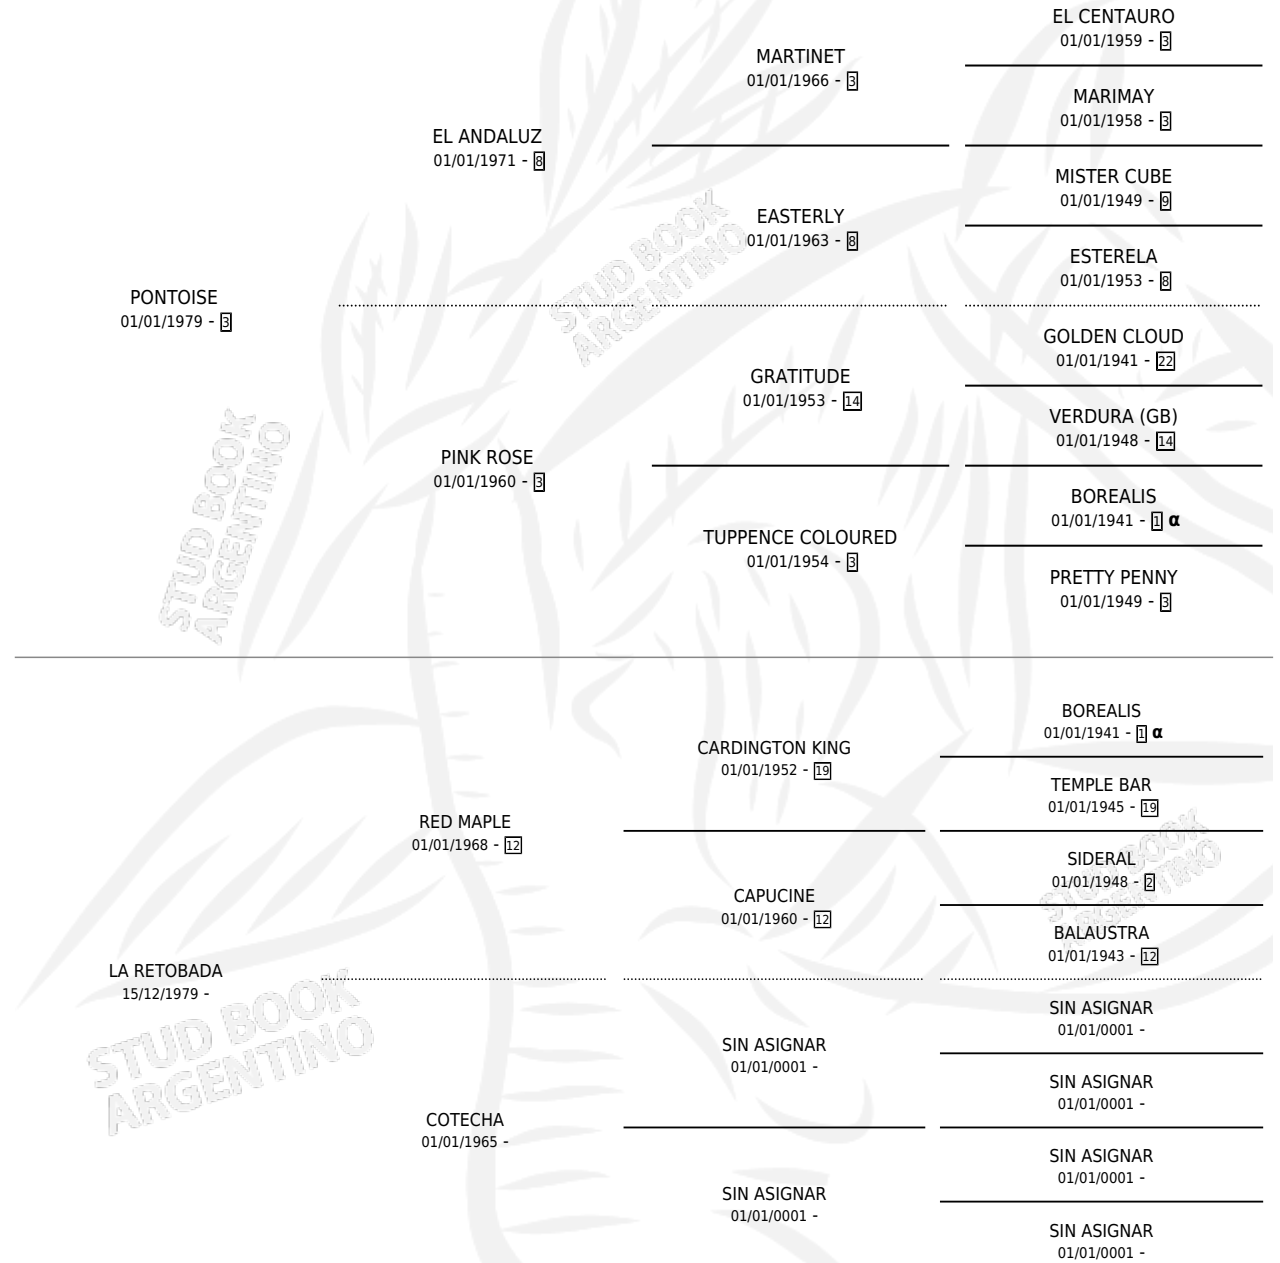 EL CENTAURO
01/01/1959 - 3
MARTINET
01/01/1966 - 3
MARIMAY
01/01/1958 - 3
EL ANDALUZ
01/01/1971 - 8
MISTER CUBE
01/01/1949 - 9
EASTERLY
01/01/1963 - 8
ESTERELA
01/01/1953 - 8
PONTOISE
01/01/1979 - 3
GOLDEN CLOUD
01/01/1941 - 22
GRATITUDE
01/01/1953 - 14
VERDURA (GB)
01/01/1948 - 14
PINK ROSE
01/01/1960 - 3
BOREALIS
01/01/1941 - 1 α
TUPPENCE COLOURED
01/01/1954 - 3
PRETTY PENNY
01/01/1949 - 3
BOREALIS
01/01/1941 - 1 α
CARDINGTON KING
01/01/1952 - 19
TEMPLE BAR
01/01/1945 - 19
RED MAPLE
01/01/1968 - 12
SIDERAL
01/01/1948 - 2
CAPUCINE
01/01/1960 - 12
BALAUSTRA
01/01/1943 - 12
LA RETOBADA
15/12/1979 -
SIN ASIGNAR
01/01/0001 -
SIN ASIGNAR
01/01/0001 -
SIN ASIGNAR
01/01/0001 -
COTECHA
01/01/1965 -
SIN ASIGNAR
01/01/0001 -
SIN ASIGNAR
01/01/0001 -
SIN ASIGNAR
01/01/0001 -
STUD BOOK
ARGENTINO
STUD BOOK
ARGENTINO
STUD BOOK
ARGENTINO
STUD BOOK
ARGENTINO